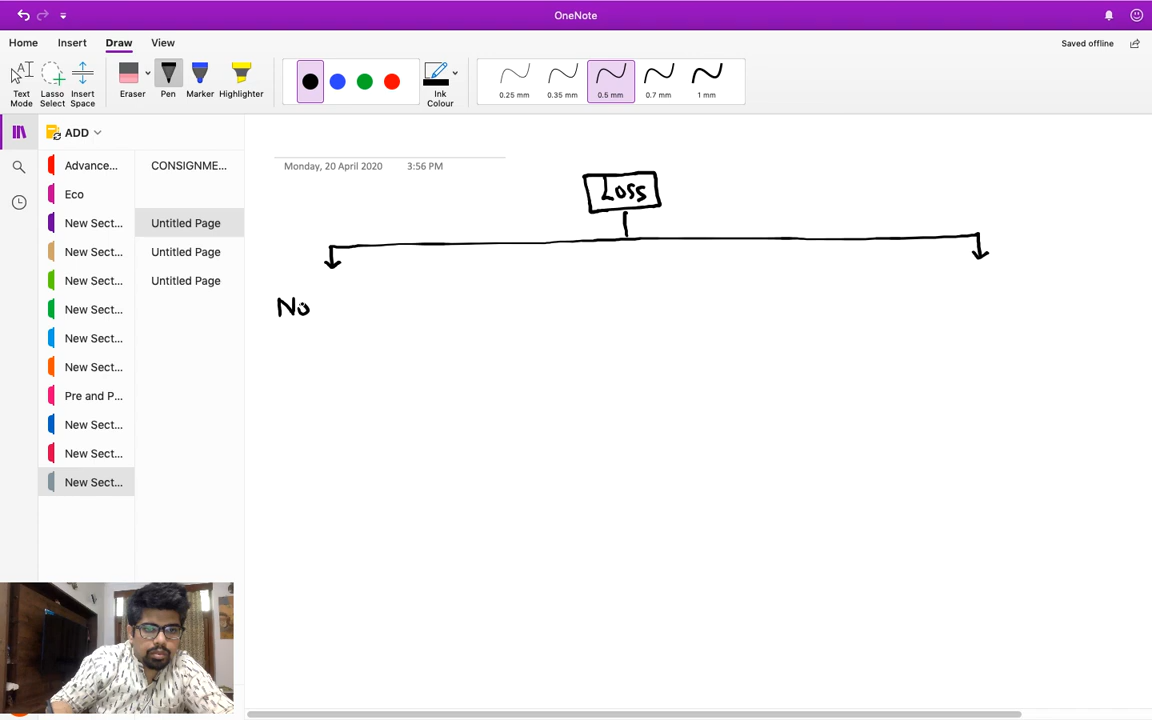 OneNote
Home Insert Draw View
Saved offline
Text Mode
Lasso Select
Insert Space
Eraser
Pen
Marker
Highlighter
Ink Colour
0.25 mm
0.35 mm
0.5 mm
0.7 mm
1 mm
ADD
Advance...
Eco
New Sect...
New Sect...
New Sect...
New Sect...
New Sect...
New Sect...
Pre and P...
New Sect...
New Sect...
New Sect...
CONSIGNME...
Untitled Page
Untitled Page
Untitled Page
Monday, 20 April 2020 3:56 PM
Loss
No